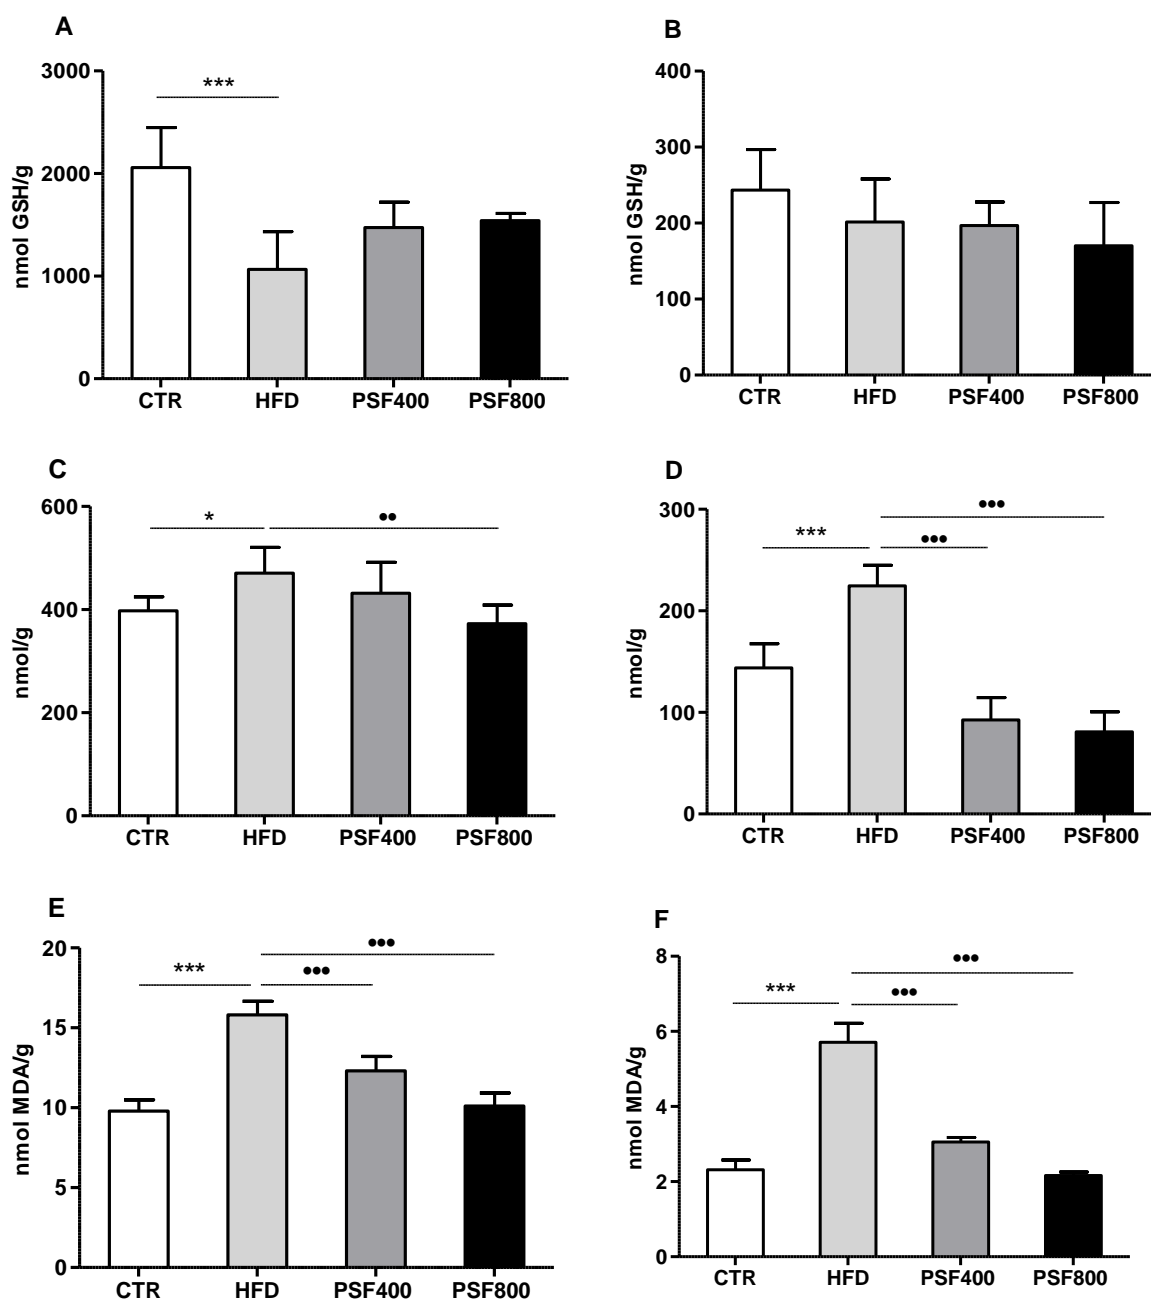 A
nmol GSH/g
3000
2000
1000
0
***
CTR HFD PSF400 PSF800
B
nmol GSH/g
400
300
200
100
0
CTR HFD PSF400 PSF800
C
nmol/g
600
400
200
0
* ••
CTR HFD PSF400 PSF800
D
nmol/g
300
200
100
0
•••
*** •••
CTR HFD PSF400 PSF800
E
nmol MDA/g
20
15
10
5
0
•••
*** •••
CTR HFD PSF400 PSF800
F
nmol MDA/g
8
6
4
2
0
•••
*** •••
CTR HFD PSF400 PSF800